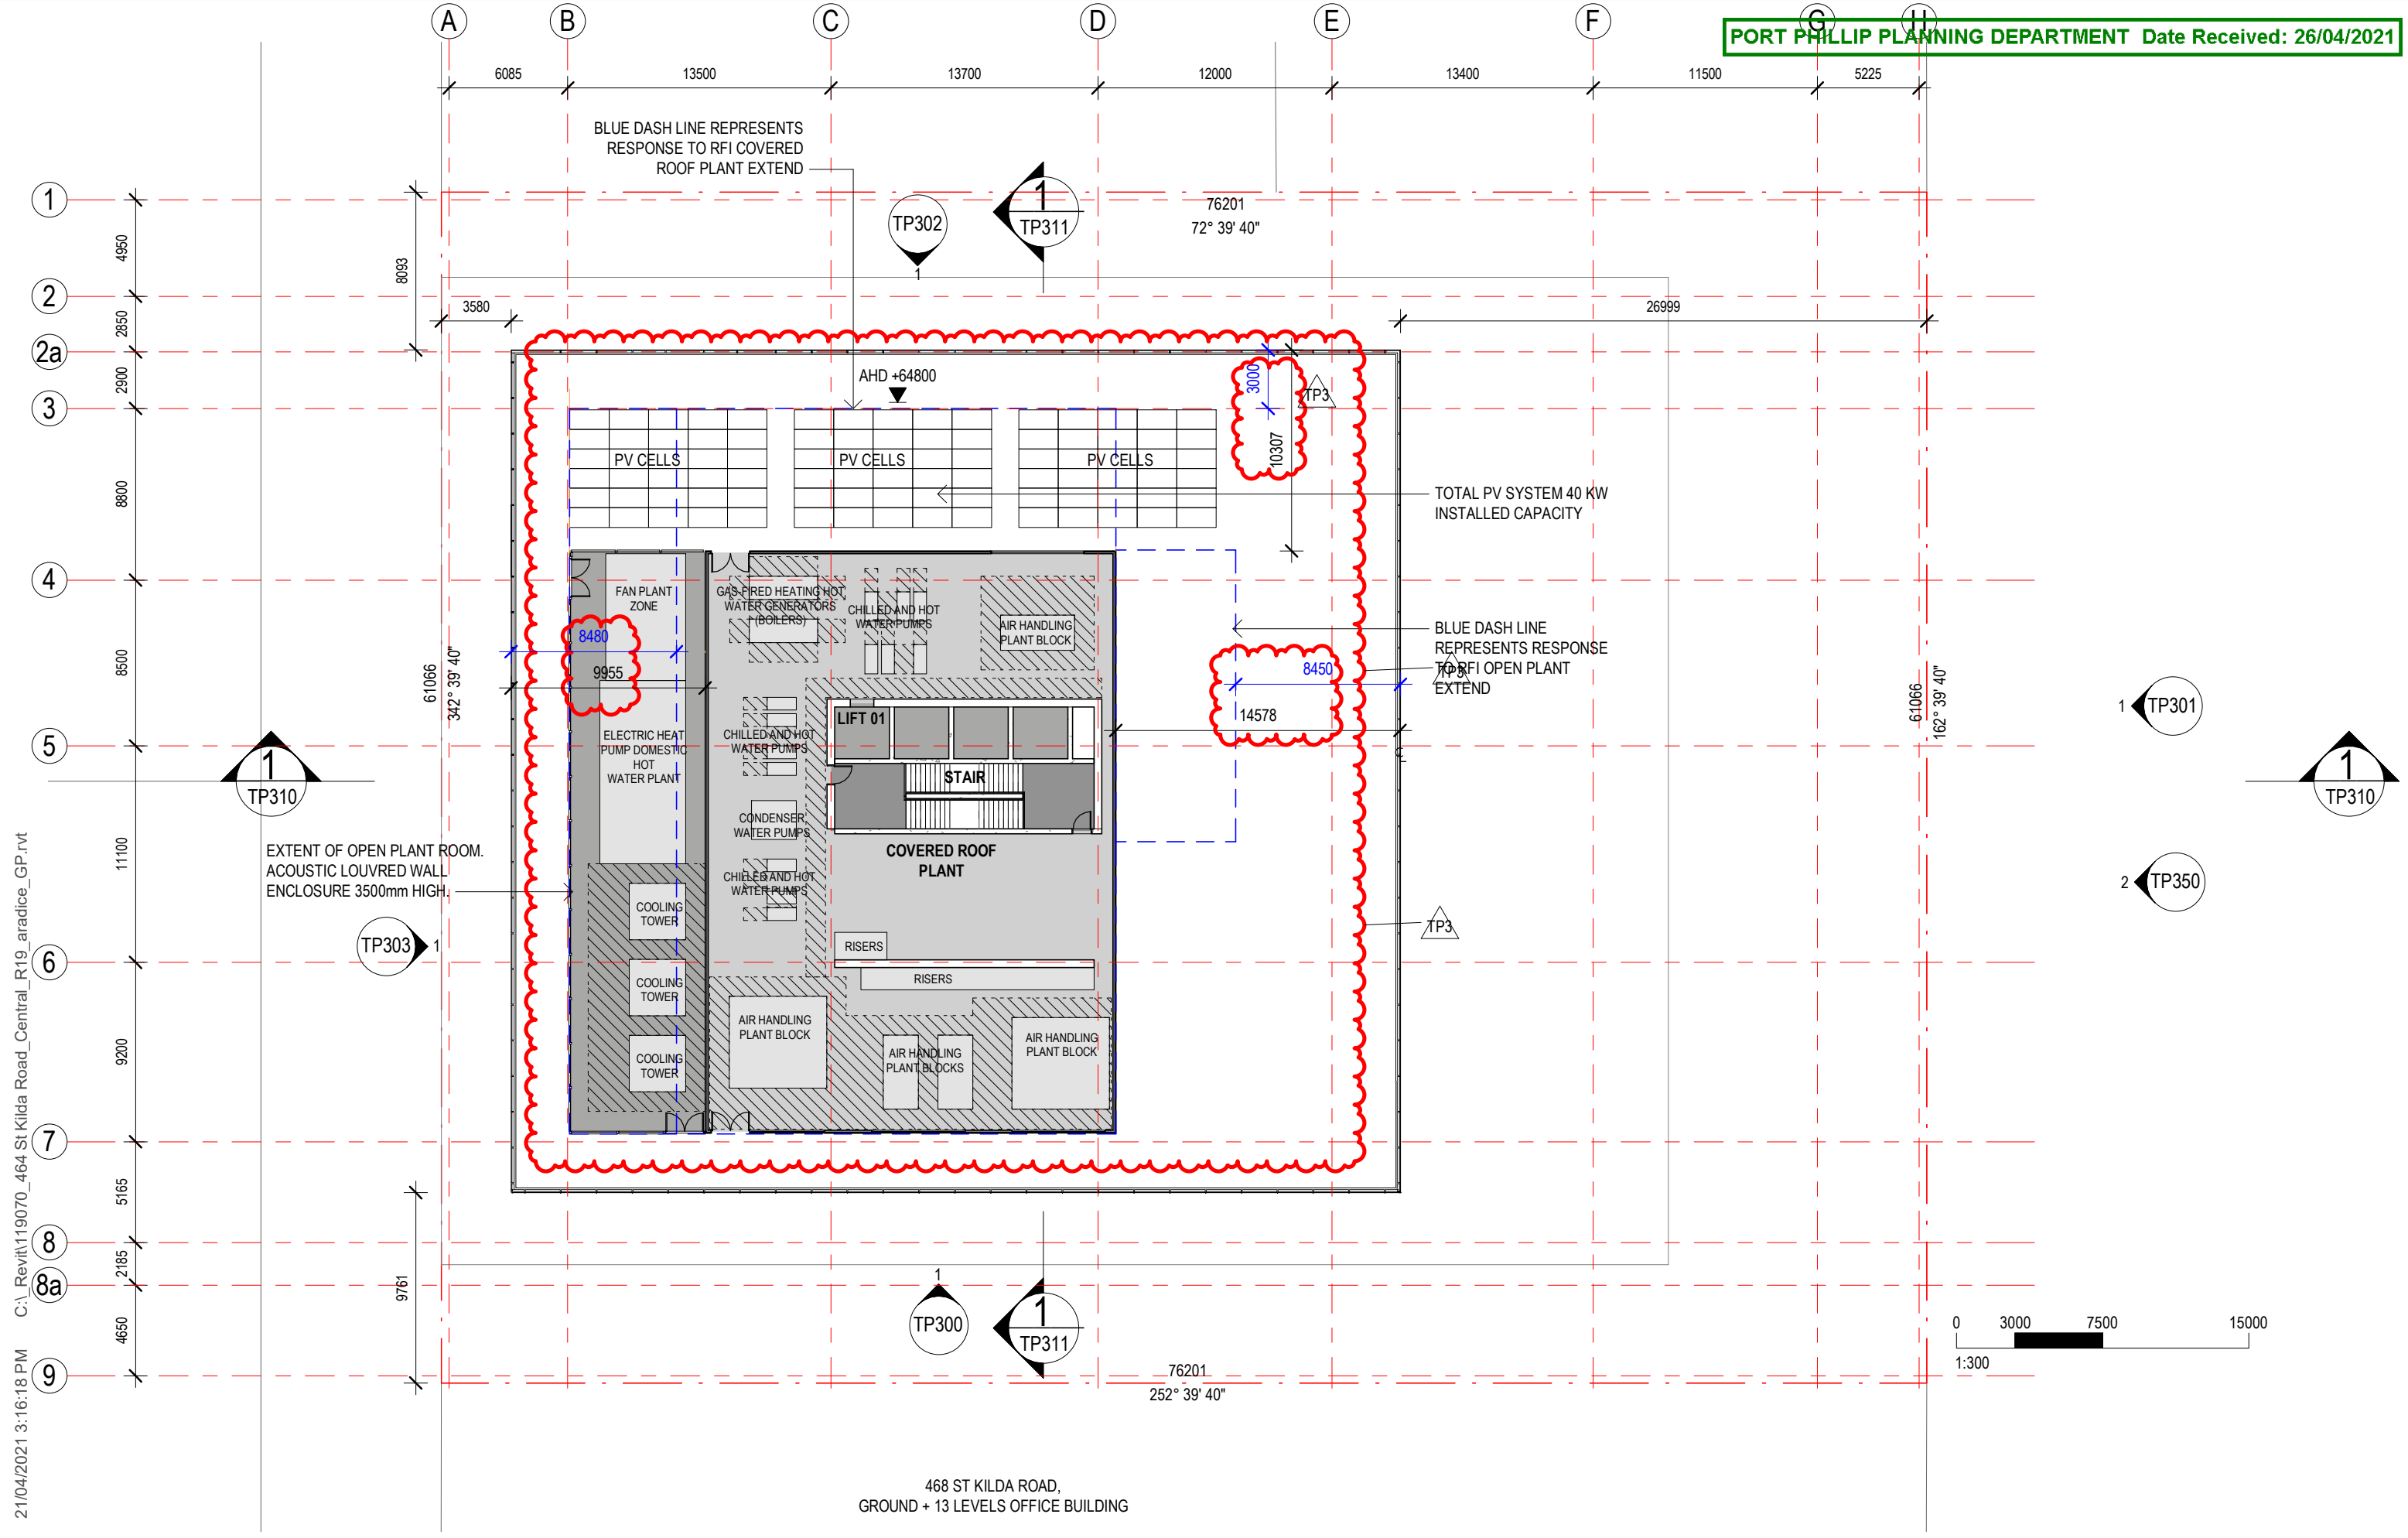 A B C D E F G H
PORT PHILLIP PLANNING DEPARTMENT Date Received: 26/04/2021
6085 13500 13700 12000 13400 11500 5225
BLUE DASH LINE REPRESENTS
RESPONSE TO RFI COVERED
ROOF PLANT EXTEND
1
2
2a
3
4
5
6
7
8
8a
9
4950
2850
2900
8800
8500
11100
9200
5165
2185
4650
8093
9761
3580
26999
TP302
1
1
TP311
76201
72° 39' 40"
AHD +64800
3000
10307
TP3
PV CELLS
PV CELLS
PV CELLS
TOTAL PV SYSTEM 40 KW
INSTALLED CAPACITY
FAN PLANT
ZONE
GAS-FIRED HEATING HOT
WATER GENERATORS
(BOILERS)
CHILLED AND HOT
WATER PUMPS
AIR HANDLING
PLANT BLOCK
BLUE DASH LINE
REPRESENTS RESPONSE
TO RFI OPEN PLANT
EXTEND
TP3
8480
9955
8450
14578
61066
342° 39' 40"
61066
162° 39' 40"
LIFT 01
STAIR
ELECTRIC HEAT
PUMP DOMESTIC
HOT
WATER PLANT
CHILLED AND HOT
WATER PUMPS
CONDENSER
WATER PUMPS
CHILLED AND HOT
WATER PUMPS
COVERED ROOF
PLANT
1
TP310
1 TP301
1
TP310
2 TP350
EXTENT OF OPEN PLANT ROOM.
ACOUSTIC LOUVRED WALL
ENCLOSURE 3500mm HIGH.
TP303 1
COOLING
TOWER
COOLING
TOWER
COOLING
TOWER
RISERS
RISERS
TP3
AIR HANDLING
PLANT BLOCK
AIR HANDLING
PLANT BLOCKS
AIR HANDLING
PLANT BLOCK
1
TP300
1
TP311
76201
252° 39' 40"
0 3000 7500 15000
1:300
468 ST KILDA ROAD,
GROUND + 13 LEVELS OFFICE BUILDING
21/04/2021 3:16:18 PM C:\_Revit\119070_464 St Kilda Road_Central_R19_aradice_GP.rvt